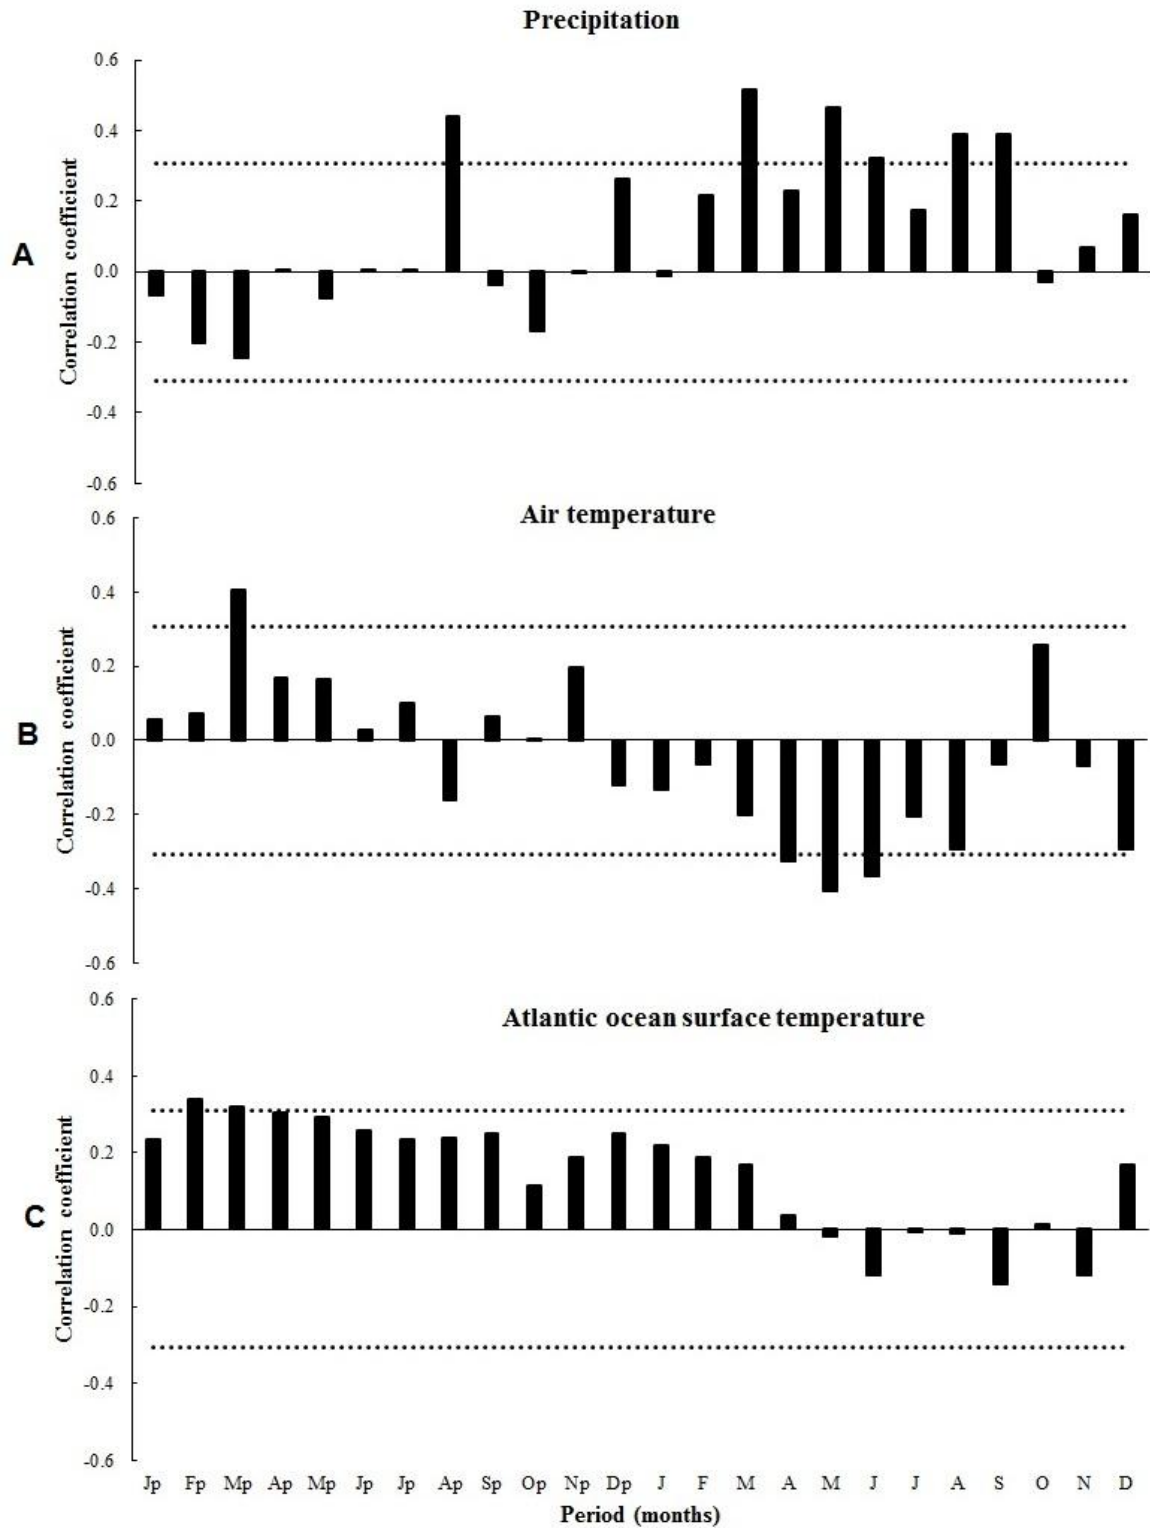 Precipitation
0.6
0.4
0.2
0.0
-0.2
-0.4
-0.6
Correlation coefficient
A
Air temperature
0.6
0.4
0.2
0.0
-0.2
-0.4
-0.6
Correlation coefficient
B
Atlantic ocean surface temperature
0.6
0.4
0.2
0.0
-0.2
-0.4
-0.6
Correlation coefficient
C
Jp Fp Mp Ap Mp Jp Jp Ap Sp Op Np Dp J F M A M J J A S O N D
Period (months)